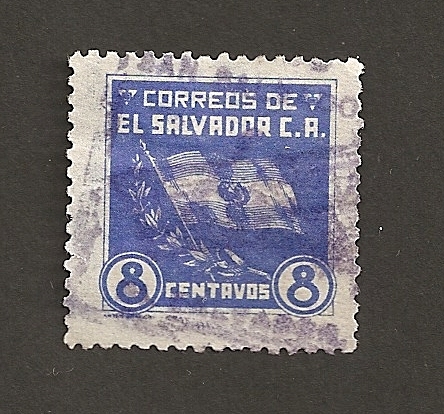 CORREOS DE
EL SALVADOR C.A.
8 CENTAVOS 8